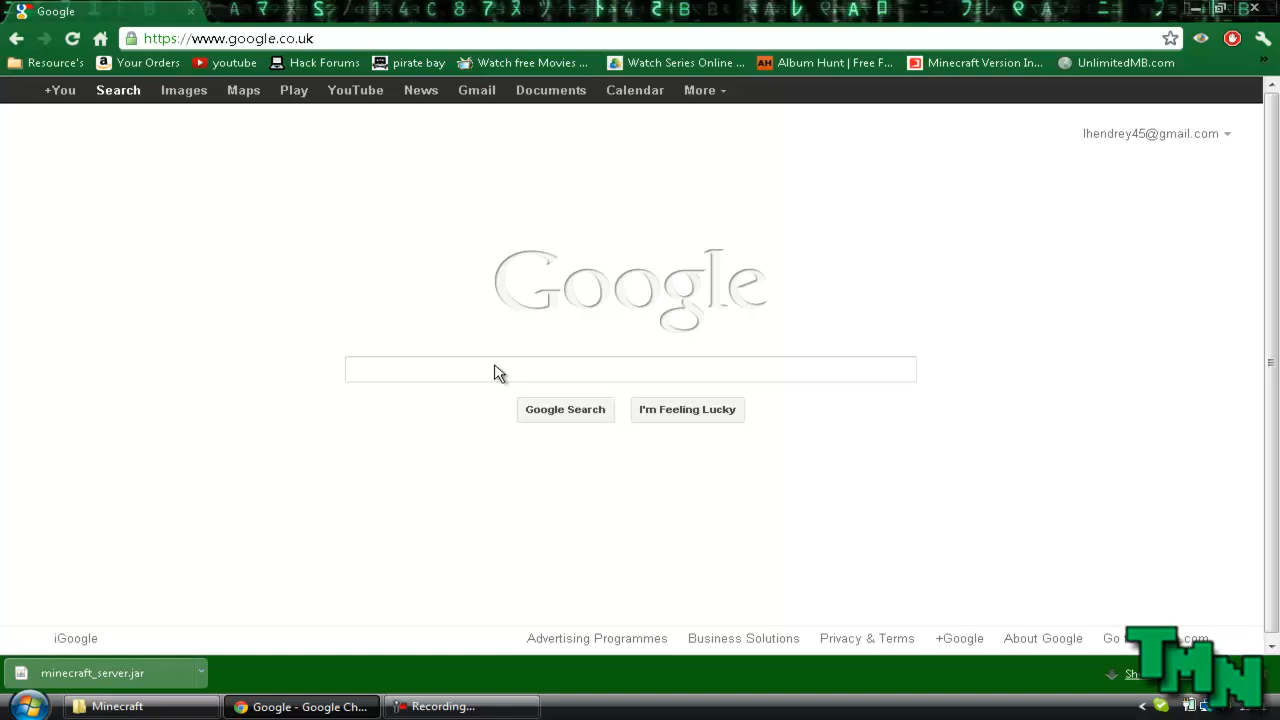 Google
https://www.google.co.uk
Resource's Your Orders youtube Hack Forums pirate bay Watch free Movies ... Watch Series Online ... Album Hunt | Free F... Minecraft Version In... UnlimitedMB.com »
+You Search Images Maps Play YouTube News Gmail Documents Calendar More
lhendrey45@gmail.com
Google
Google Search I'm Feeling Lucky
iGoogle Advertising Programmes Business Solutions Privacy & Terms +Google About Google Go .com
minecraft_server.jar Sh
TMN
Minecraft Google - Google Ch... Recording...